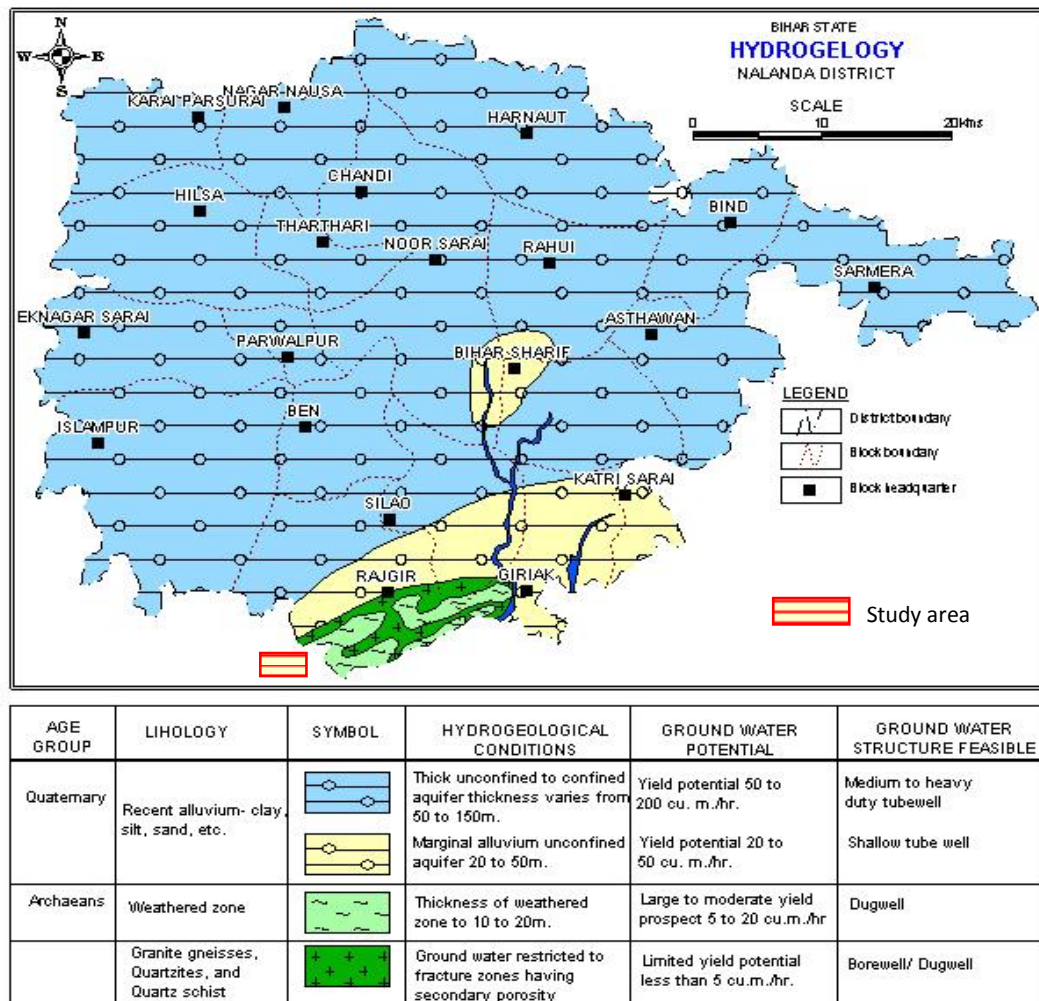 BIHAR STATE
HYDROGELOGY
NALANDA DISTRICT
SCALE
0 10 20kms
N
W E
S
NAGAR NAUSA
KARAI PARSURAI
HARNAUT
CHANDI
HILSA
BIND
THARTHARI
NOOR SARAI
RAHUI
SARMERA
EKNAGAR SARAI
ASTHAWAN
PARWALPUR
BIHAR SHARIF
BEN
ISLAMPUR
KATRI SARAI
SILAO
RAJGIR
GIRIAK
LEGEND
District boundary
Block boundary
Block headquarter
Study area
AGE
GROUP
LIHOLOGY
SYMBOL
HYDROGEOLOGICAL
CONDITIONS
GROUND WATER
POTENTIAL
GROUND WATER
STRUCTURE FEASIBLE
Quaternary
Recent alluvium- clay,
silt, sand, etc.
Thick unconfined to confined
aquifer thickness varies from
50 to 150m.
Yield potential 50 to
200 cu. m./hr.
Medium to heavy
duty tubewell
Marginal alluvium unconfined
aquifer 20 to 50m.
Yield potential 20 to
50 cu. m./hr.
Shallow tube well
Archaeans
Weathered zone
Thickness of weathered
zone to 10 to 20m.
Large to moderate yield
prospect 5 to 20 cu.m./hr
Dugwell
Granite gneisses,
Quartzites, and
Quartz schist
Ground water restricted to
fracture zones having
secondary porosity
Limited yield potential
less than 5 cu.m./hr.
Borewell/ Dugwell